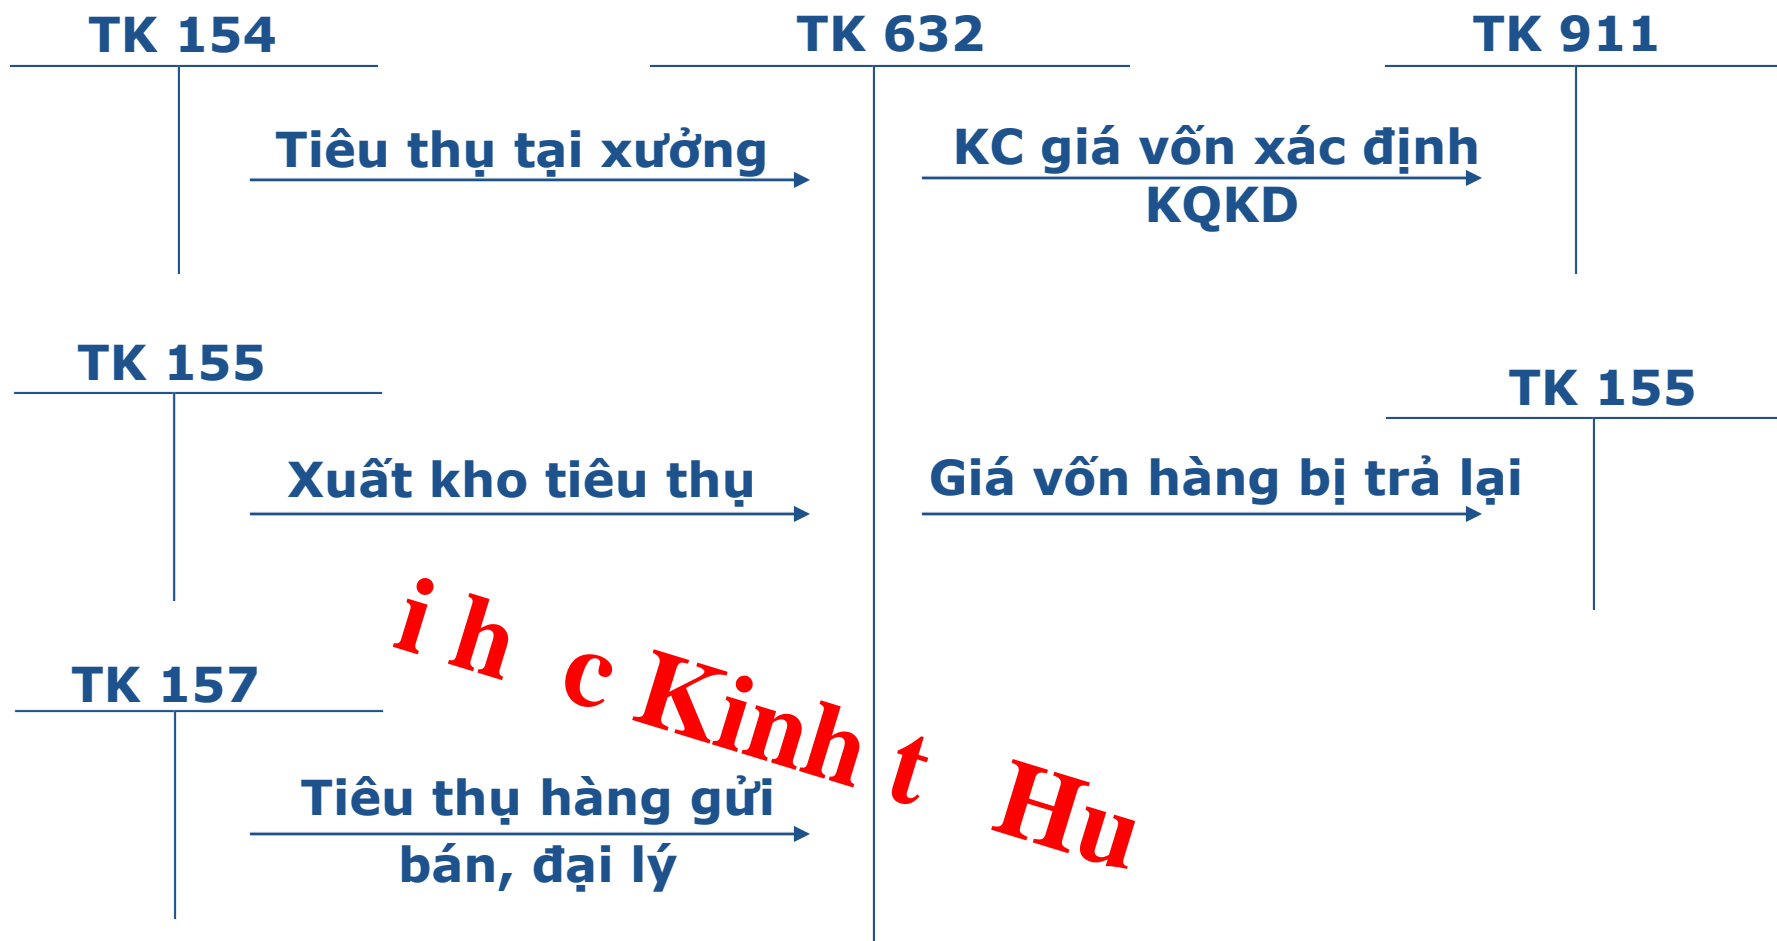 TK 154
TK 632
TK 911
Tiêu thụ tại xưởng
KC giá vốn xác định
KQKD
TK 155
TK 155
Xuất kho tiêu thụ
Giá vốn hàng bị trả lại
i h c Kinh t Hu
TK 157
Tiêu thụ hàng gửi
bán, đại lý